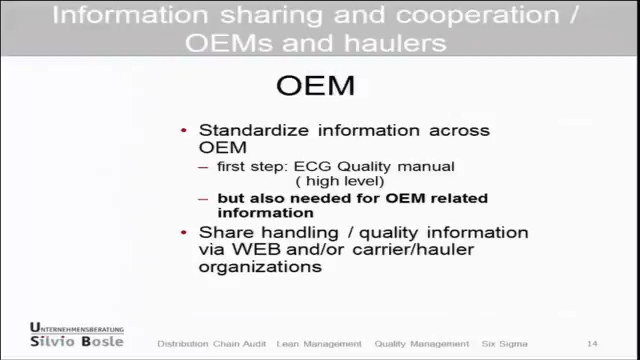 Information sharing and cooperation /
OEMs and haulers
OEM
• Standardize information across
OEM
– first step: ECG Quality manual
( high level)
– but also needed for OEM related
information
• Share handling / quality information
via WEB and/or carrier/hauler
organizations
UNTERNEHMENSBERATUNG
Silvio Bosle
Distribution Chain Audit Lean Management Quality Management Six Sigma 14